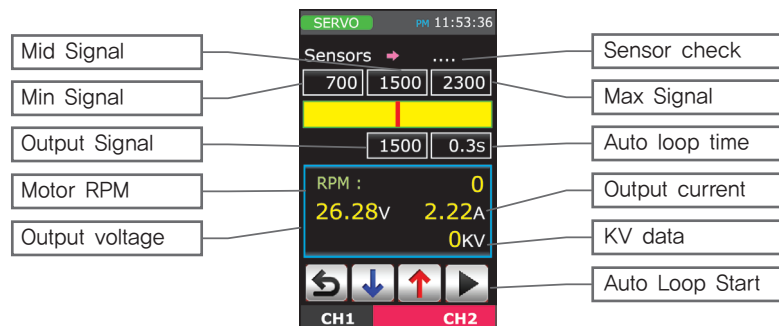 SERVO PM 11:53:36
Mid Signal
Sensors ....
Sensor check
Min Signal
700 1500 2300
Max Signal
Output Signal
1500 0.3s
Auto loop time
Motor RPM
RPM : 0
Output current
26.28V 2.22A
Output voltage
0KV
KV data
Auto Loop Start
CH1 CH2